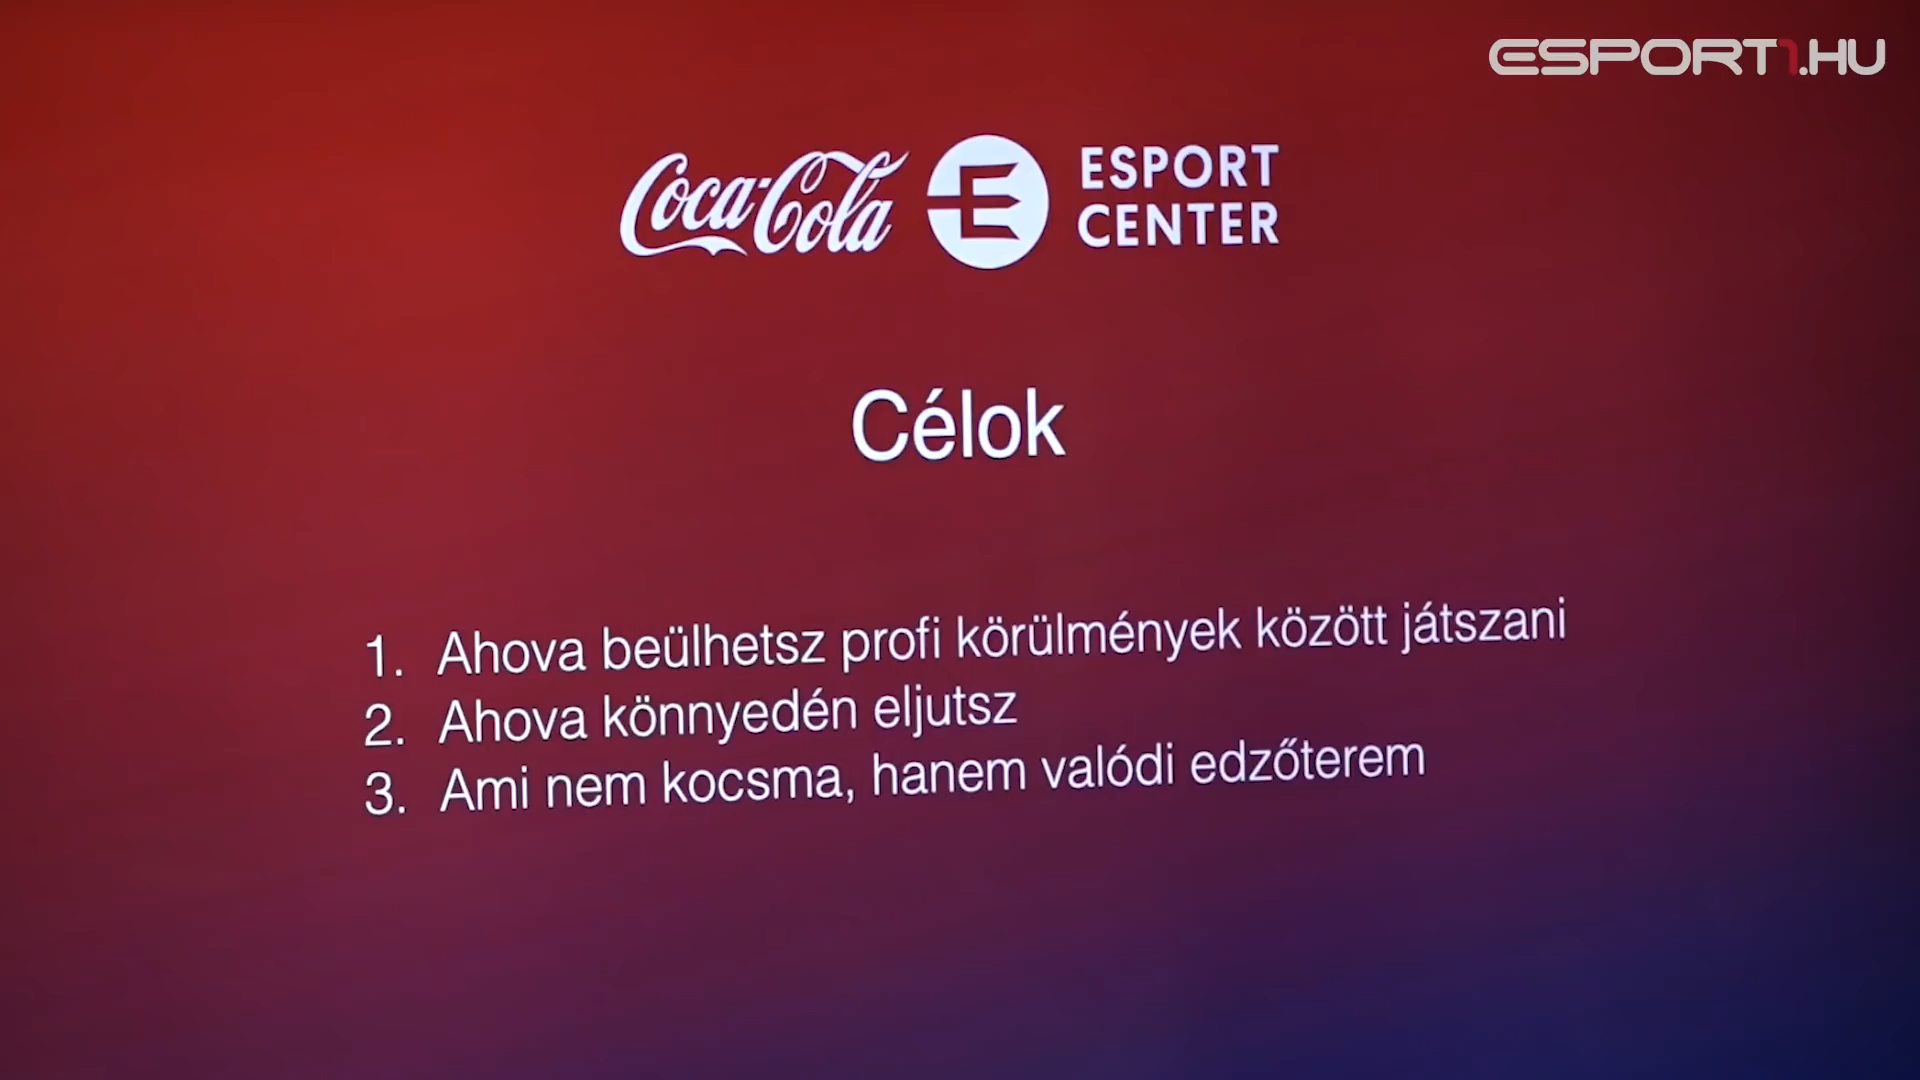 ESPORT1.HU
Coca-Cola E ESPORT
CENTER
Célok
1. Ahova beülhetsz profi körülmények között játszani
2. Ahova könnyedén eljutsz
3. Ami nem kocsma, hanem valódi edzőterem